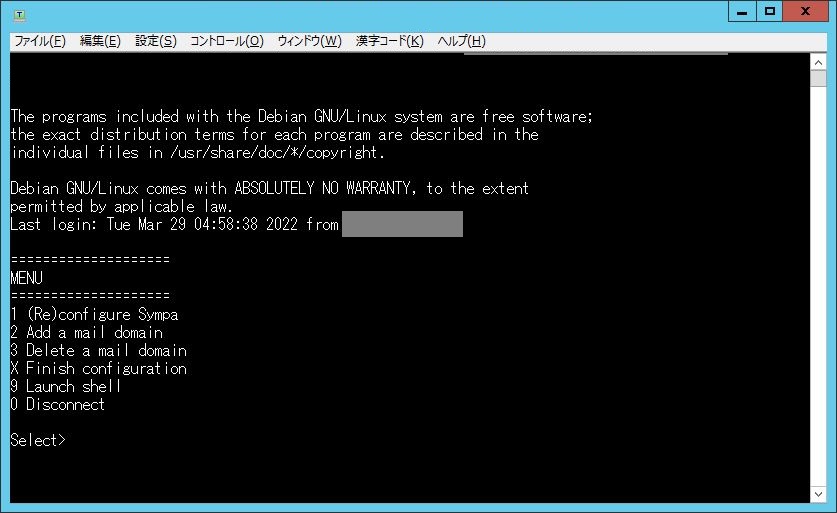 ファイル(F) 編集(E) 設定(S) コントロール(O) ウィンドウ(W) 漢字コード(K) ヘルプ(H)
The programs included with the Debian GNU/Linux system are free software;
the exact distribution terms for each program are described in the
individual files in /usr/share/doc/*/copyright.
Debian GNU/Linux comes with ABSOLUTELY NO WARRANTY, to the extent
permitted by applicable law.
Last login: Tue Mar 29 04:58:38 2022 from
====================
MENU
====================
1 (Re)configure Sympa
2 Add a mail domain
3 Delete a mail domain
X Finish configuration
9 Launch shell
0 Disconnect
Select>